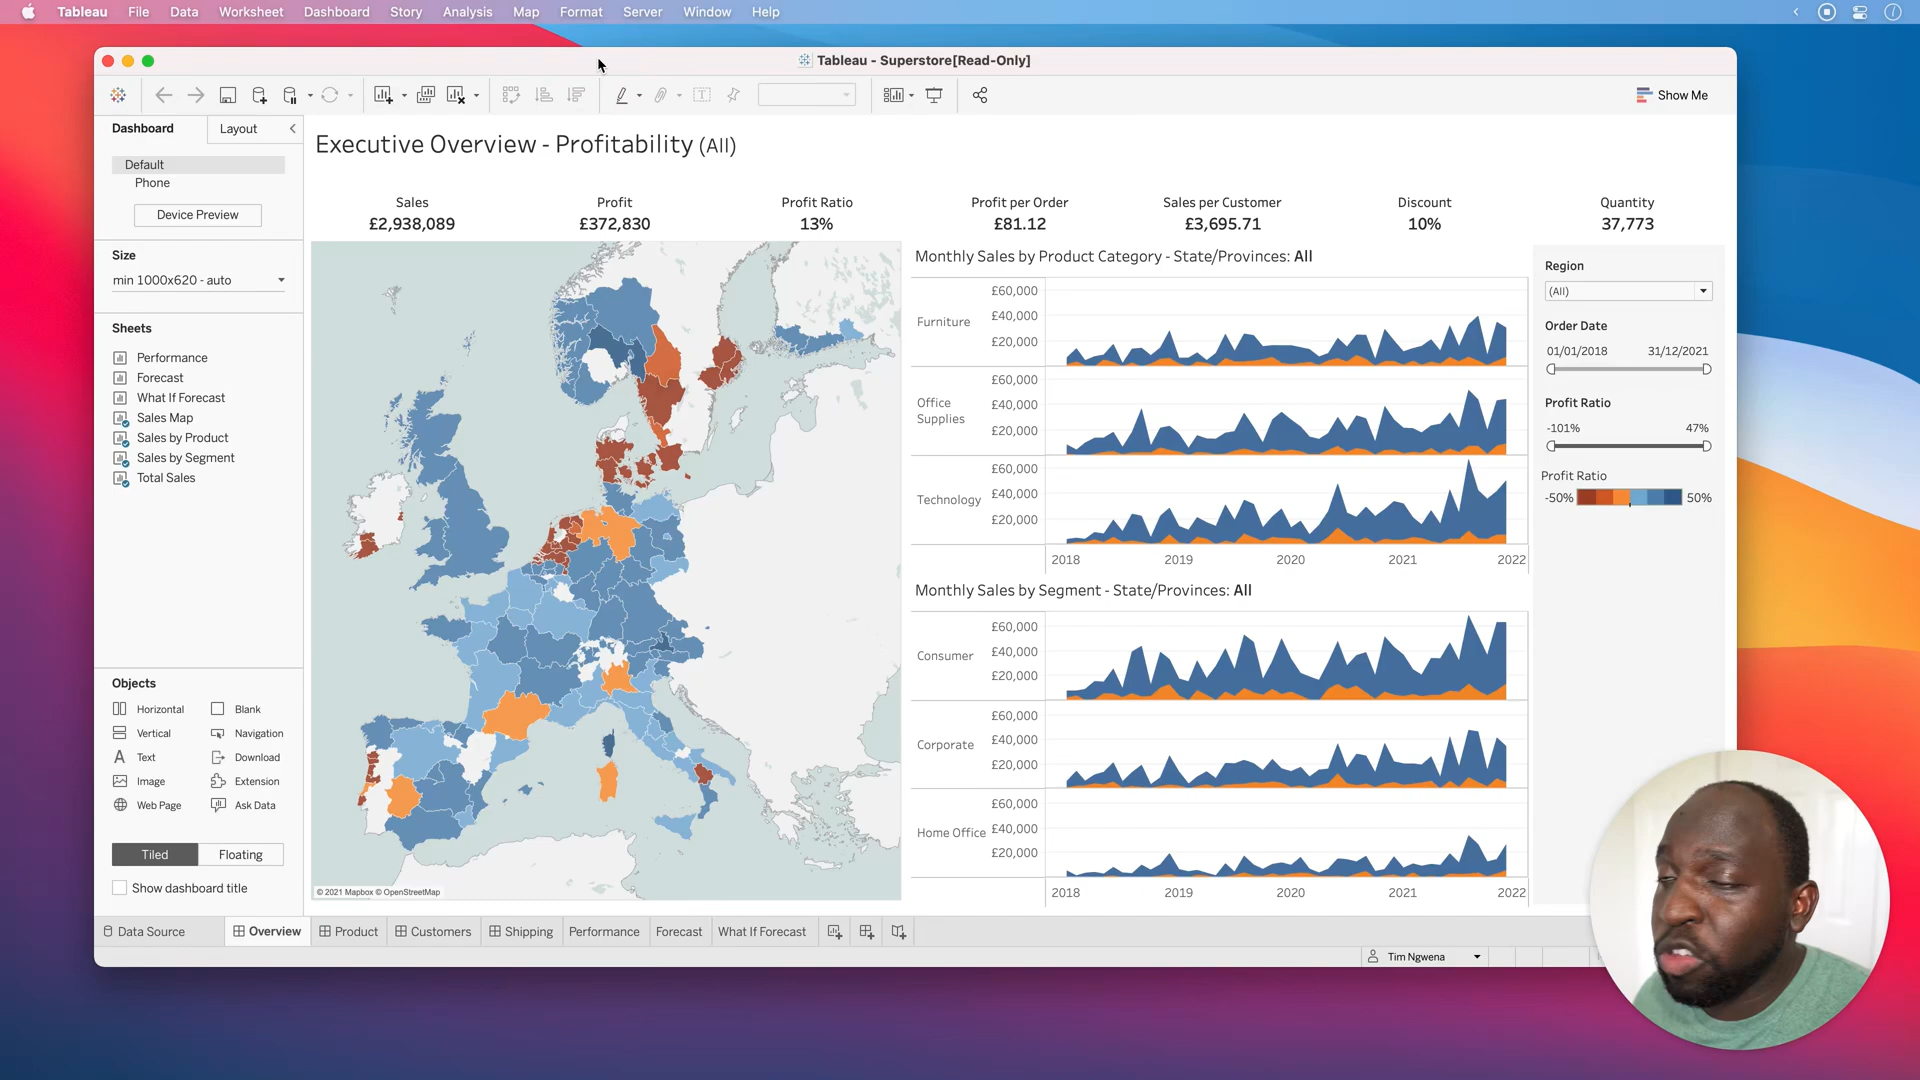 Tableau File Data Worksheet Dashboard Story Analysis Map Format Server Window Help
Tableau - Superstore[Read-Only]
Show Me
Dashboard Layout
Default
Phone
Device Preview
Size
min 1000x620 - auto
Sheets
Performance
Forecast
What If Forecast
Sales Map
Sales by Product
Sales by Segment
Total Sales
Objects
Horizontal Blank
Vertical Navigation
Text Download
Image Extension
Web Page Ask Data
Tiled Floating
Show dashboard title
Executive Overview - Profitability (All)
Sales Profit Profit Ratio Profit per Order Sales per Customer Discount Quantity
£2,938,089 £372,830 13% £81.12 £3,695.71 10% 37,773
© 2021 Mapbox © OpenStreetMap
Monthly Sales by Product Category - State/Provinces: All
£60,000
Furniture £40,000
£20,000
£60,000
Office Supplies £40,000
£20,000
£60,000
Technology £40,000
£20,000
2018 2019 2020 2021 2022
Monthly Sales by Segment - State/Provinces: All
£60,000
Consumer £40,000
£20,000
£60,000
Corporate £40,000
£20,000
£60,000
Home Office £40,000
£20,000
2018 2019 2020 2021 2022
Region
(All)
Order Date
01/01/2018 31/12/2021
Profit Ratio
-101% 47%
Profit Ratio
-50% 50%
Data Source Overview Product Customers Shipping Performance Forecast What If Forecast
Tim Ngwena